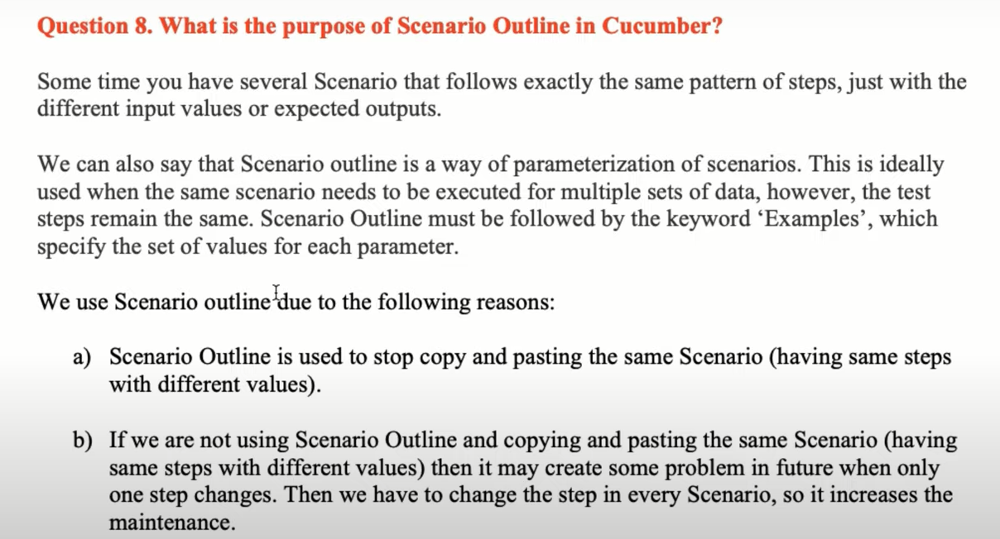 Question 8. What is the purpose of Scenario Outline in Cucumber?
Some time you have several Scenario that follows exactly the same pattern of steps, just with the
different input values or expected outputs.
We can also say that Scenario outline is a way of parameterization of scenarios. This is ideally
used when the same scenario needs to be executed for multiple sets of data, however, the test
steps remain the same. Scenario Outline must be followed by the keyword ‘Examples’, which
specify the set of values for each parameter.
We use Scenario outline due to the following reasons:
a) Scenario Outline is used to stop copy and pasting the same Scenario (having same steps
with different values).
b) If we are not using Scenario Outline and copying and pasting the same Scenario (having
same steps with different values) then it may create some problem in future when only
one step changes. Then we have to change the step in every Scenario, so it increases the
maintenance.